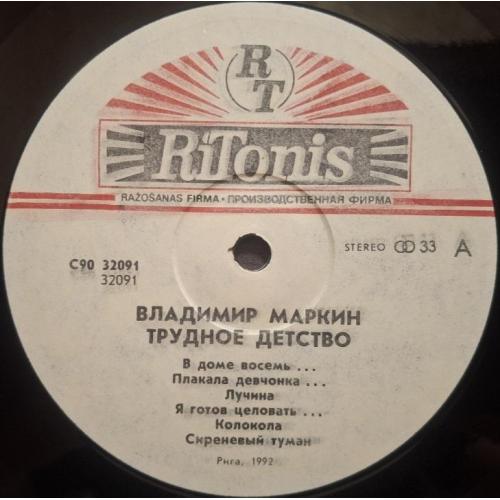 RT
RiTonis
RAŽOŠANAS FIRMA • ПРОИЗВОДСТВЕННАЯ ФИРМА
STEREO 33 A
С90 32091
32091
ВЛАДИМИР МАРКИН
ТРУДНОЕ ДЕТСТВО
В доме восемь ...
Плакала девчонка ...
Лучина
Я готов целовать ...
Колокола
Сиреневый туман
Рига, 1992